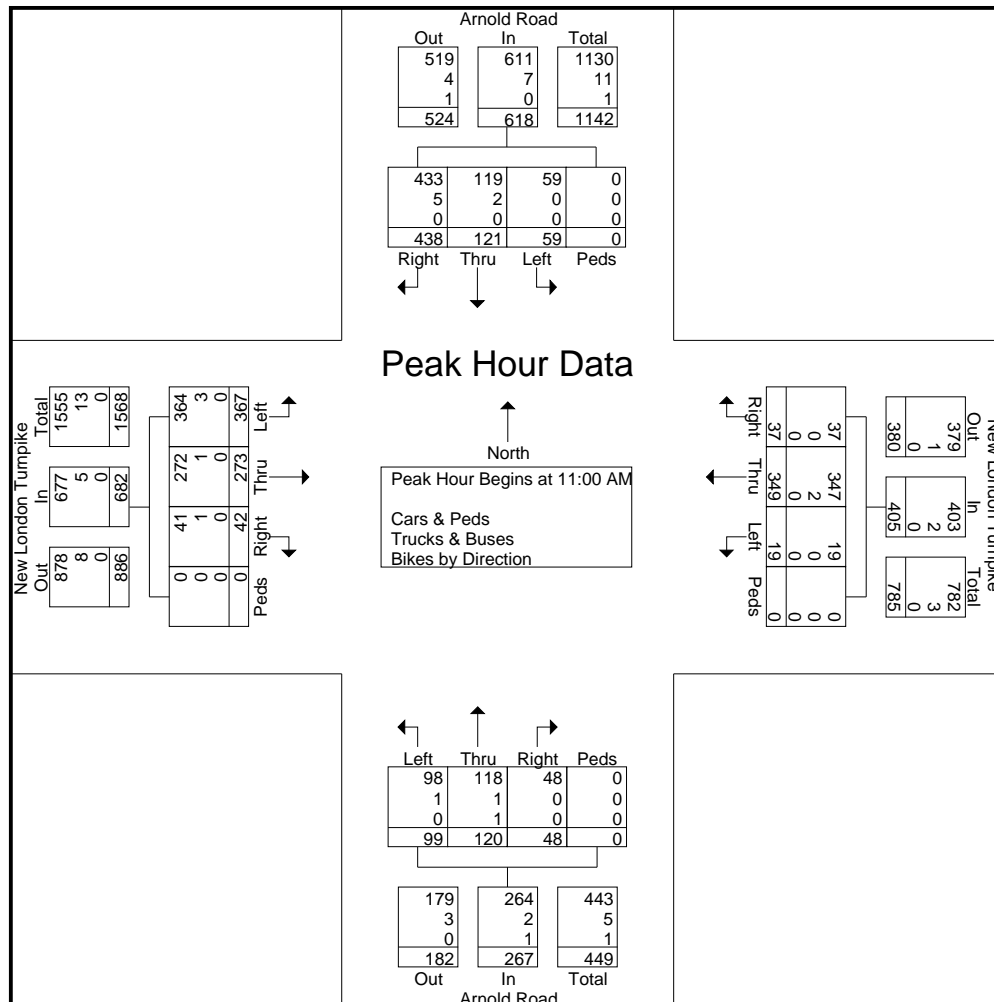 Arnold Road
Out In Total
519 611 1130
4 7 11
1 0 1
524 618 1142
433 119 59 0
5 2 0 0
0 0 0 0
438 121 59 0
Right Thru Left Peds
Peak Hour Data
North
Peak Hour Begins at 11:00 AM
Cars & Peds
Trucks & Buses
Bikes by Direction
New London Turnpike
Out In Total
878 677 1555
8 5 13
0 0 0
886 682 1568
0 41 272 364
0 1 1 3
0 0 0 0
0 42 273 367
Peds Right Thru Left
New London Turnpike
Out In Total
379 403 782
1 2 3
0 0 0
380 405 785
37 347 19 0
0 2 0 0
0 0 0 0
37 349 19 0
Right Thru Left Peds
Left Thru Right Peds
98 118 48 0
1 1 0 0
0 1 0 0
99 120 48 0
179 264 443
3 2 5
0 1 1
182 267 449
Out In Total
Arnold Road